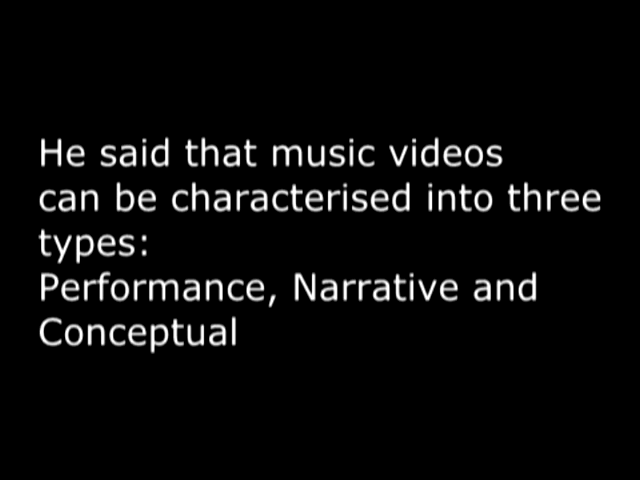 He said that music videos
can be characterised into three
types:
Performance, Narrative and
Conceptual